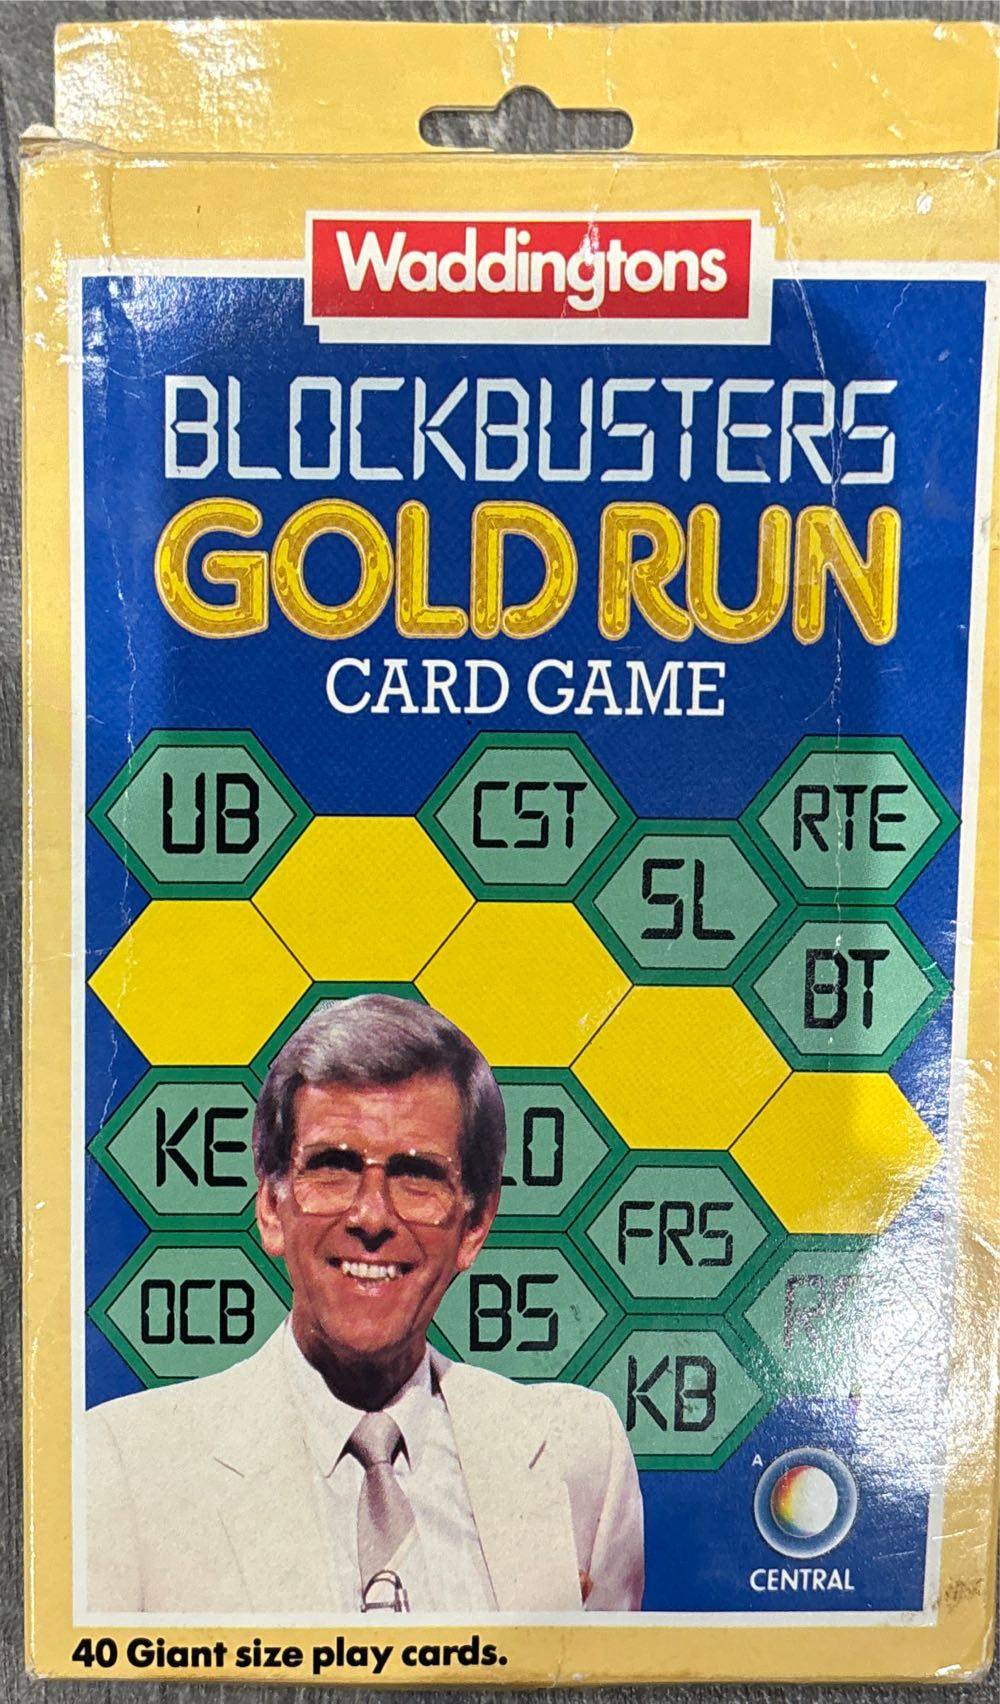 Waddingtons
BLOCKBUSTERS
GOLD RUN
CARD GAME
UB
CST
RTE
SL
BT
KE
LO
FRS
OCB
BS
KB
A
CENTRAL
40 Giant size play cards.